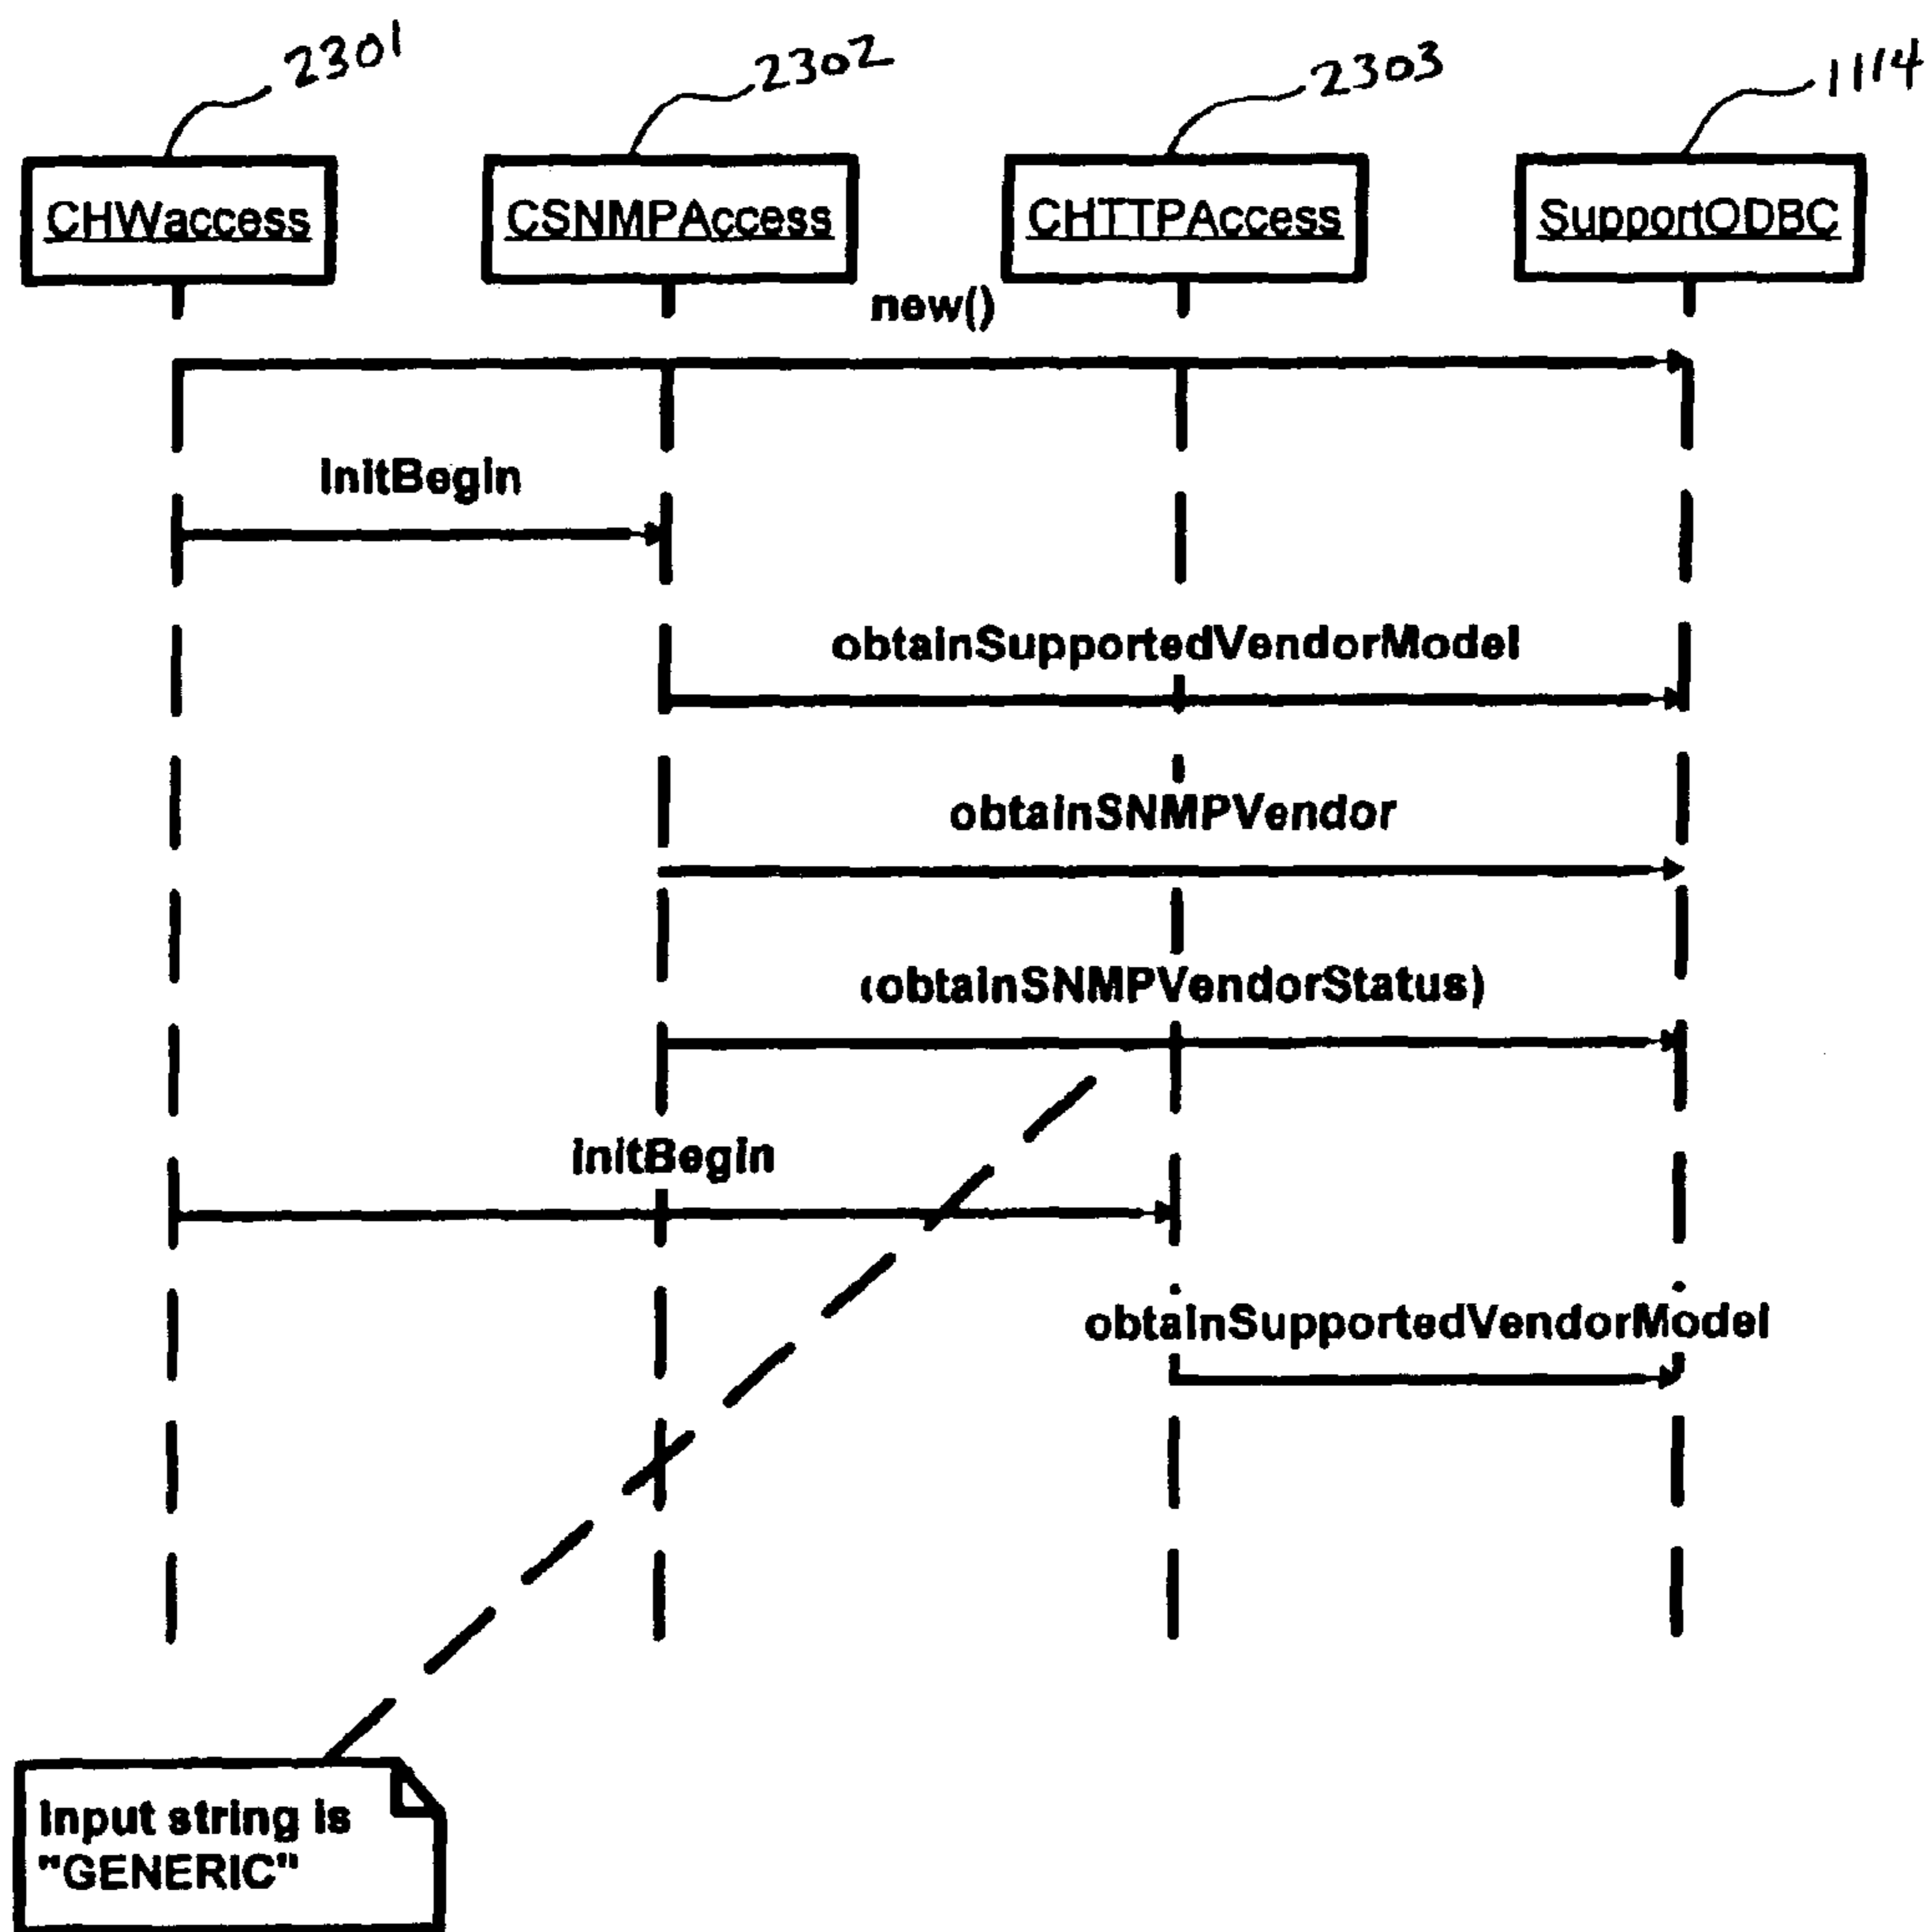 2301
2302
2303
1114
CHWaccess
CSNMPAccess
CHTTPAccess
SupportODBC
new()
InitBegin
obtainSupportedVendorModel
obtainSNMPVendor
(obtainSNMPVendorStatus)
initBegin
obtainSupportedVendorModel
Input string is
"GENERIC"